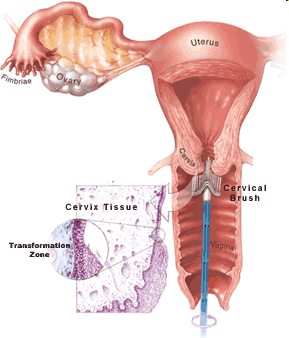 Uterus
Fimbriae
Ovary
Cervix
Cervical
Brush
Cervix Tissue
Transformation
Zone
Vagina